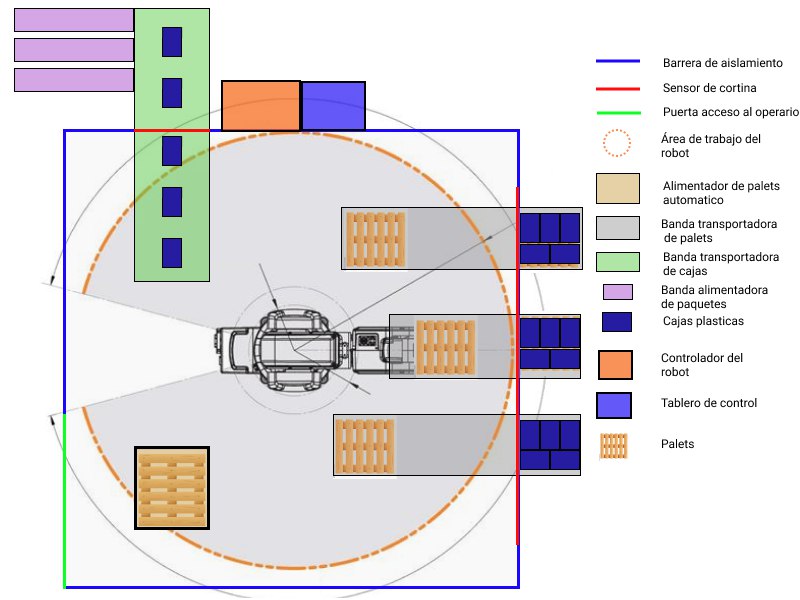 Barrera de aislamiento
Sensor de cortina
Puerta acceso al operario
Área de trabajo del
robot
Alimentador de palets
automatico
Banda transportadora
de palets
Banda transportadora
de cajas
Banda alimentadora
de paquetes
Cajas plasticas
Controlador del
robot
Tablero de control
Palets